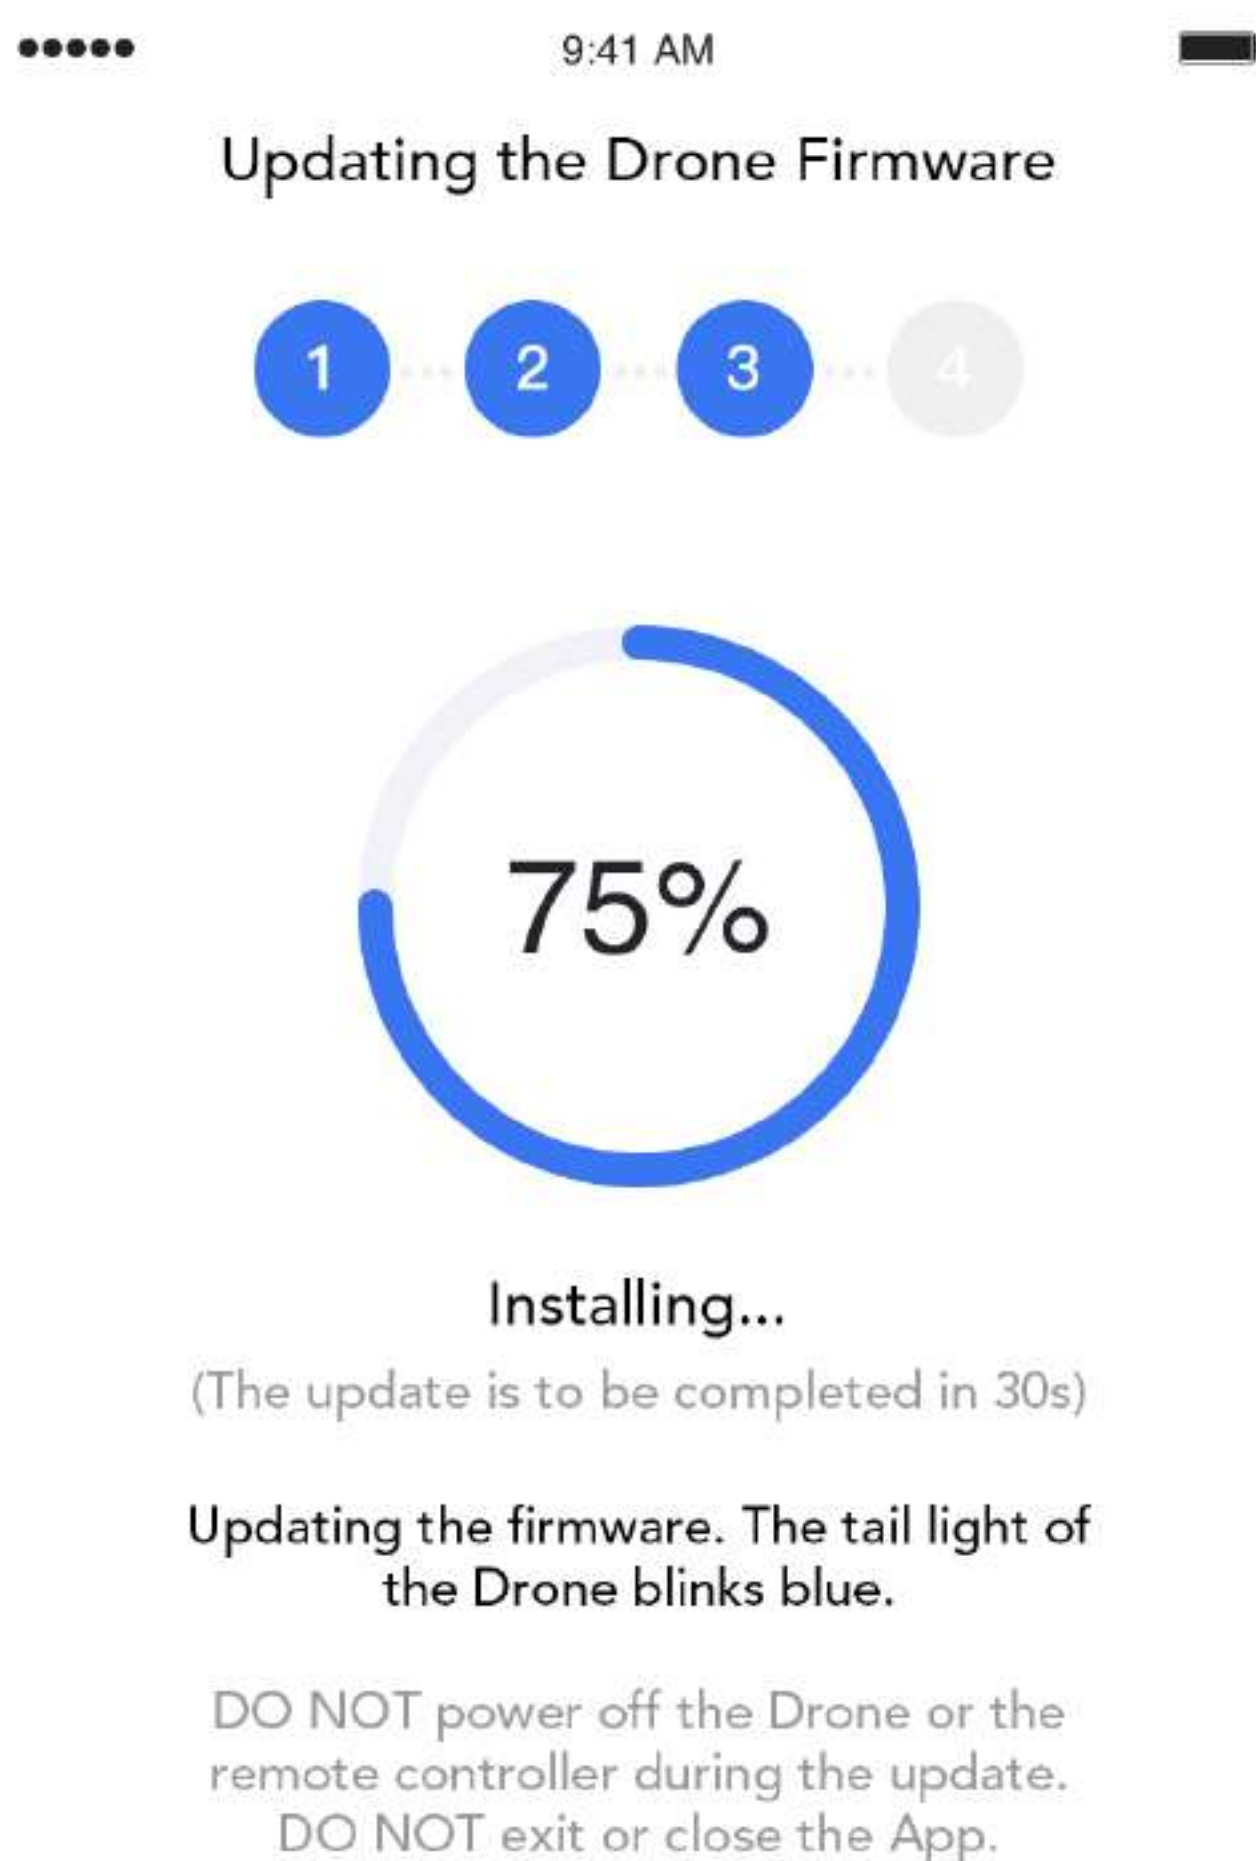 9:41 AM
Updating the Drone Firmware
1 ... 2 ... 3 ... 4
75%
Installing...
(The update is to be completed in 30s)
Updating the firmware. The tail light of
the Drone blinks blue.
DO NOT power off the Drone or the
remote controller during the update.
DO NOT exit or close the App.